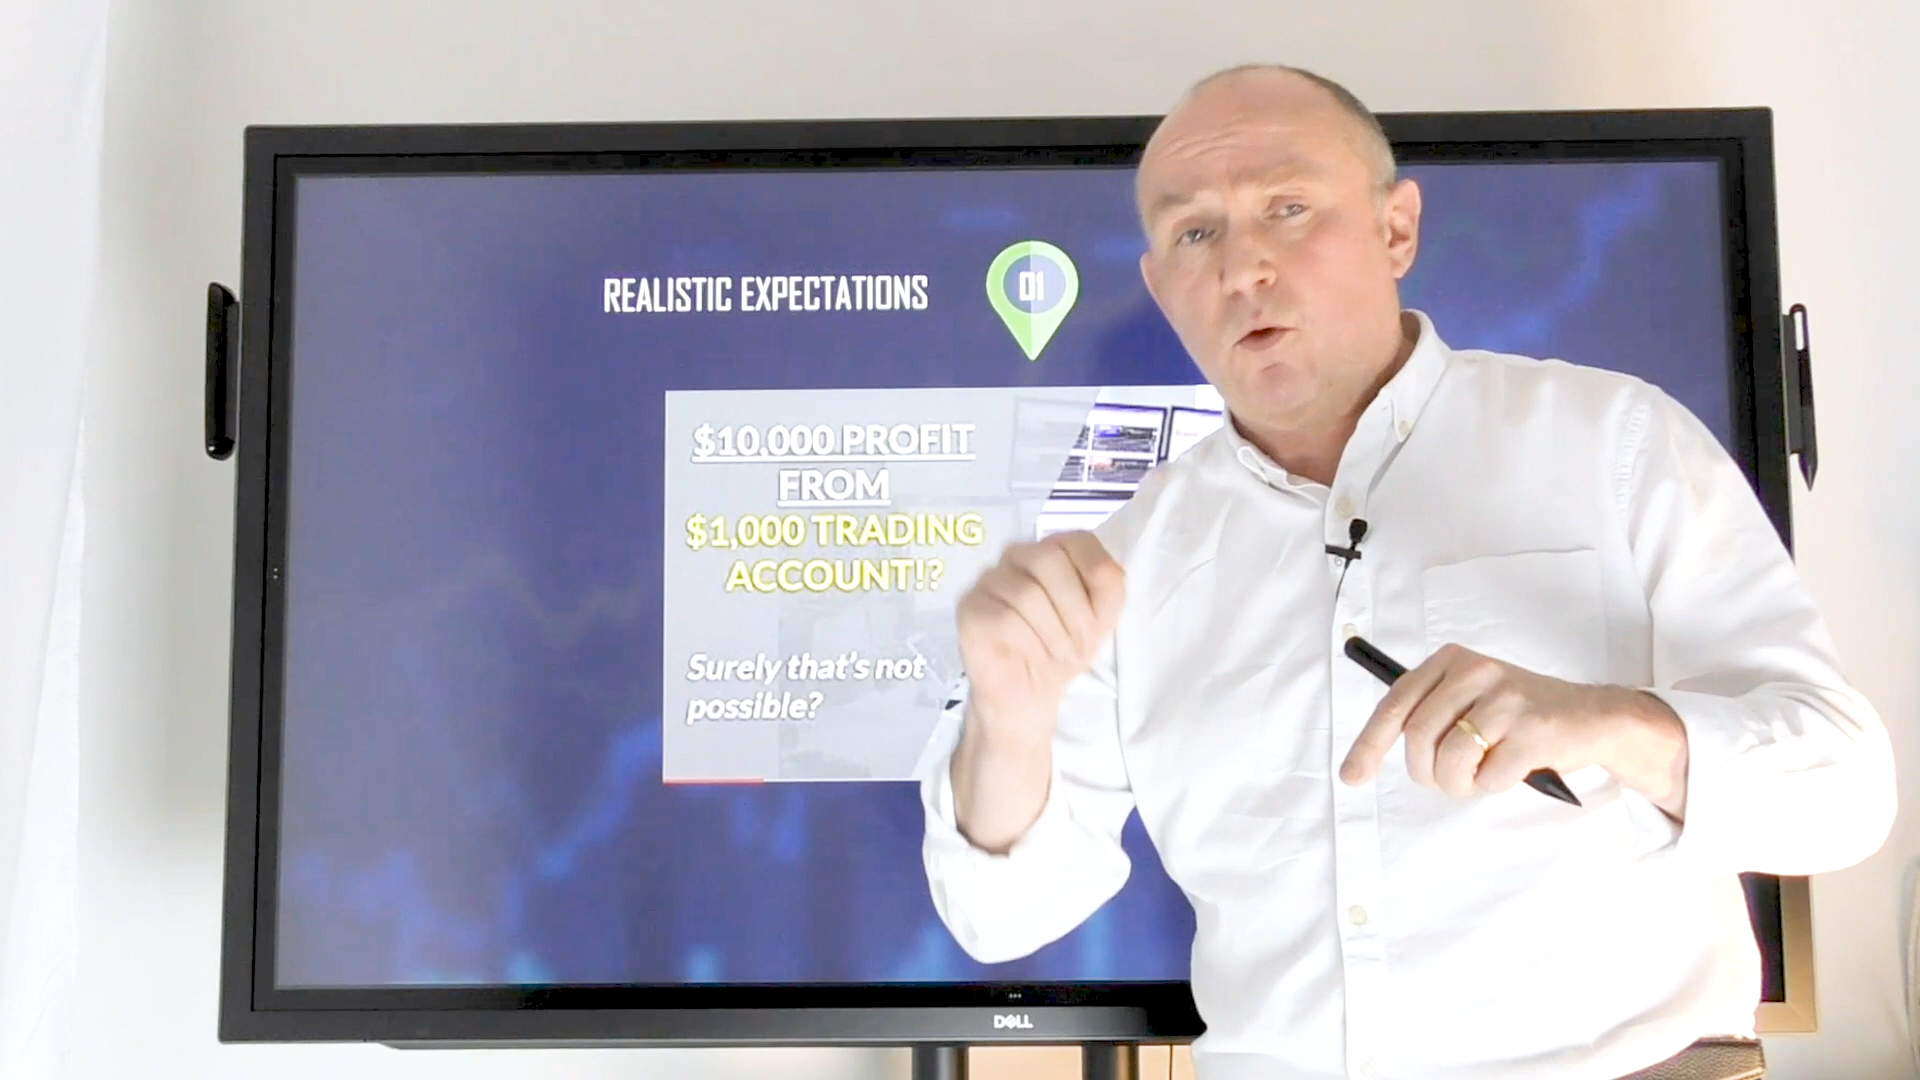 REALISTIC EXPECTATIONS
01
$10,000 PROFIT
FROM
$1,000 TRADING
ACCOUNT!?
Surely that's not
possible?
DELL